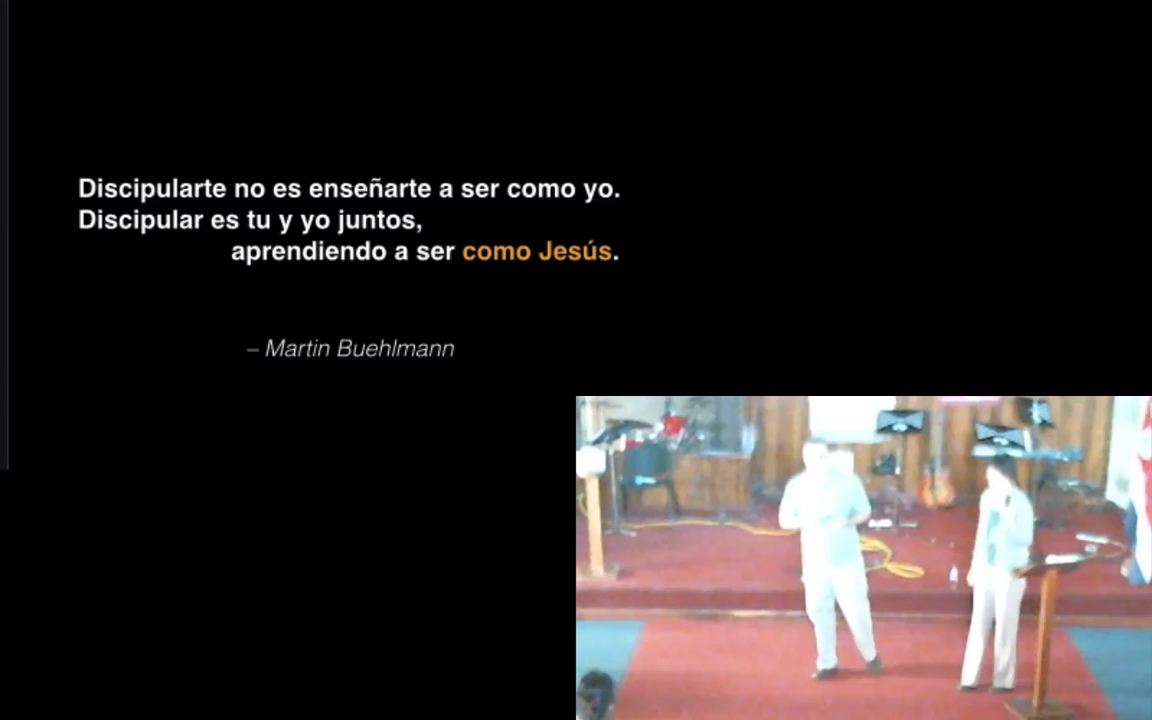 Discipularte no es enseñarte a ser como yo.
Discipular es tu y yo juntos,
aprendiendo a ser como Jesús.
– Martin Buehlmann